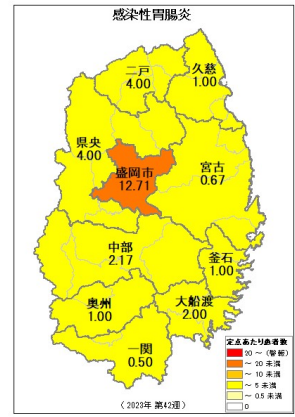 感染性胃腸炎
二戸
4.00
久慈
1.00
県央
4.00
盛岡市
12.71
宮古
0.67
中部
2.17
釜石
1.00
奥州
1.00
大船渡
2.00
一関
0.50
定点あたり患者数
20 ～ (警報)
～ 20 未満
～ 10 未満
～ 5 未満
～ 0.5 未満
0
( 2023年 第42週 )